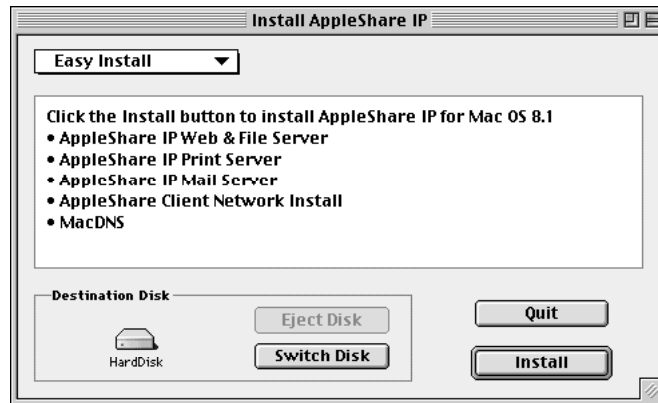 Install AppleShare IP
Easy Install
Click the Install button to install AppleShare IP for Mac OS 8.1
• AppleShare IP Web & File Server
• AppleShare IP Print Server
• AppleShare IP Mail Server
• AppleShare Client Network Install
• MacDNS
Destination Disk
Eject Disk
Quit
HardDisk
Switch Disk
Install